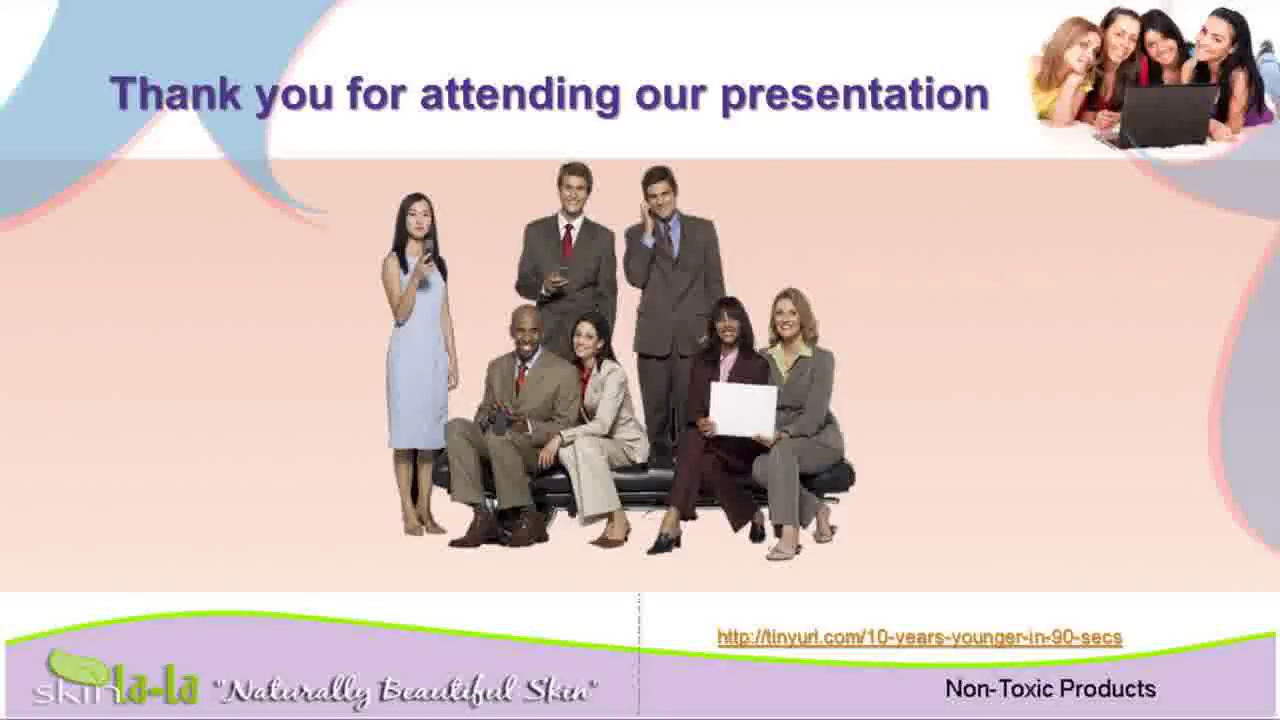 Thank you for attending our presentation
http://tinyurl.com/10-years-younger-in-90-secs
skin la-la "Naturally Beautiful Skin"
Non-Toxic Products